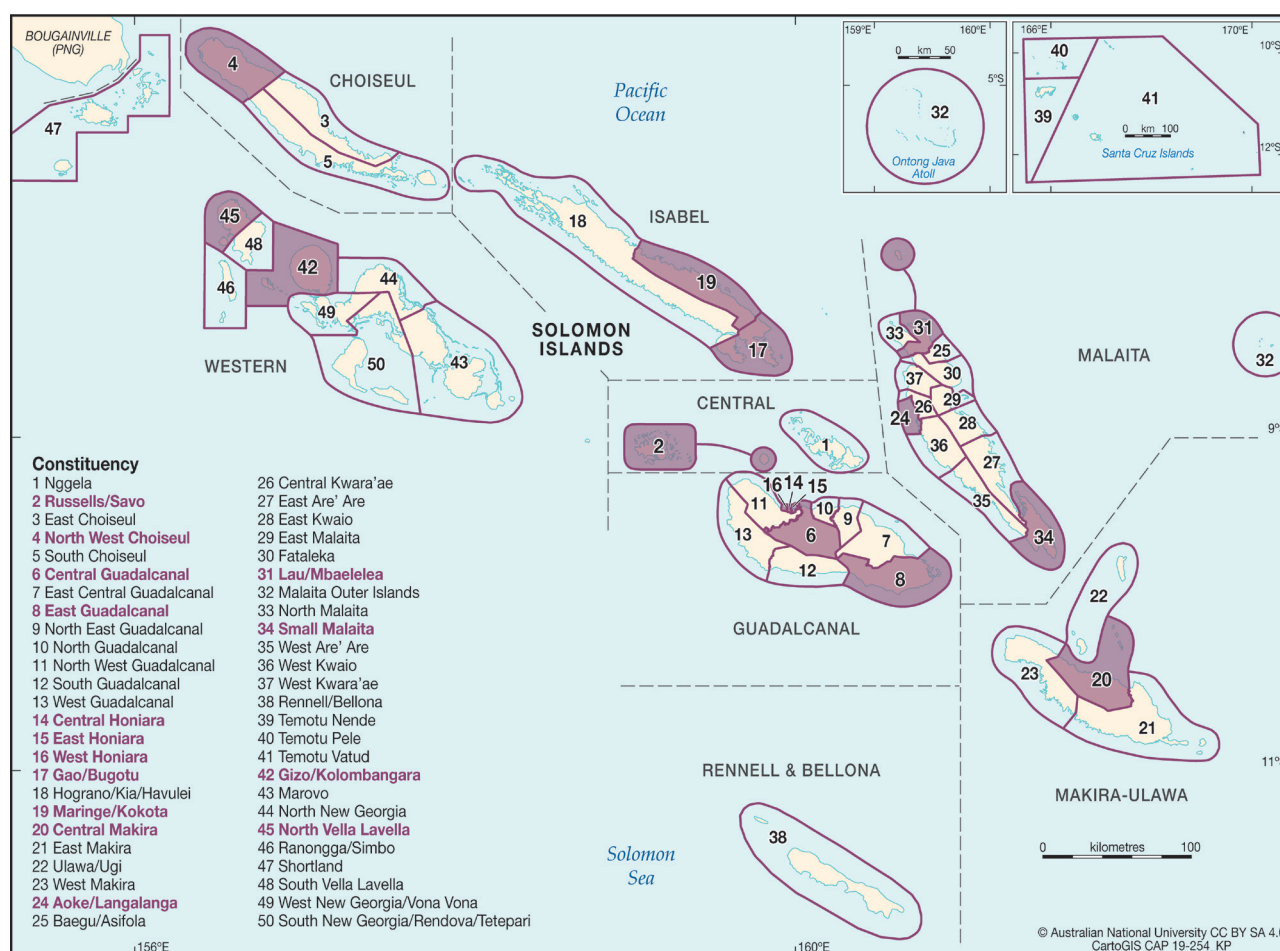 BOUGAINVILLE
(PNG)
CHOISEUL
4
3
5
47
Pacific
Ocean
159°E
160°E
0 km 50
5°S
32
Ontong Java
Atoll
166°E
170°E
10°S
40
39
41
0 km 100
Santa Cruz Islands
12°S
ISABEL
18
19
17
45
48
42
46
44
49
50
43
WESTERN
SOLOMON
ISLANDS
MALAITA
33
31
25
37
30
24
26
29
28
36
27
35
34
32
9°
CENTRAL
2
1
16
14
15
11
10
9
13
6
7
12
8
GUADALCANAL
22
20
23
21
MAKIRA-ULAWA
11°S
RENNELL & BELLONA
38
Solomon
Sea
0 kilometres 100
Constituency
1 Nggela
2 Russells/Savo
3 East Choiseul
4 North West Choiseul
5 South Choiseul
6 Central Guadalcanal
7 East Central Guadalcanal
8 East Guadalcanal
9 North East Guadalcanal
10 North Guadalcanal
11 North West Guadalcanal
12 South Guadalcanal
13 West Guadalcanal
14 Central Honiara
15 East Honiara
16 West Honiara
17 Gao/Bugotu
18 Hograno/Kia/Havulei
19 Maringe/Kokota
20 Central Makira
21 East Makira
22 Ulawa/Ugi
23 West Makira
24 Aoke/Langalanga
25 Baegu/Asifola
26 Central Kwara'ae
27 East Are' Are
28 East Kwaio
29 East Malaita
30 Fataleka
31 Lau/Mbaelelea
32 Malaita Outer Islands
33 North Malaita
34 Small Malaita
35 West Are' Are
36 West Kwaio
37 West Kwara'ae
38 Rennell/Bellona
39 Temotu Nende
40 Temotu Pele
41 Temotu Vatud
42 Gizo/Kolombangara
43 Marovo
44 North New Georgia
45 North Vella Lavella
46 Ranongga/Simbo
47 Shortland
48 South Vella Lavella
49 West New Georgia/Vona Vona
50 South New Georgia/Rendova/Tetepari
156°E
160°E
© Australian National University CC BY SA 4.0
CartoGIS CAP 19-254_KP